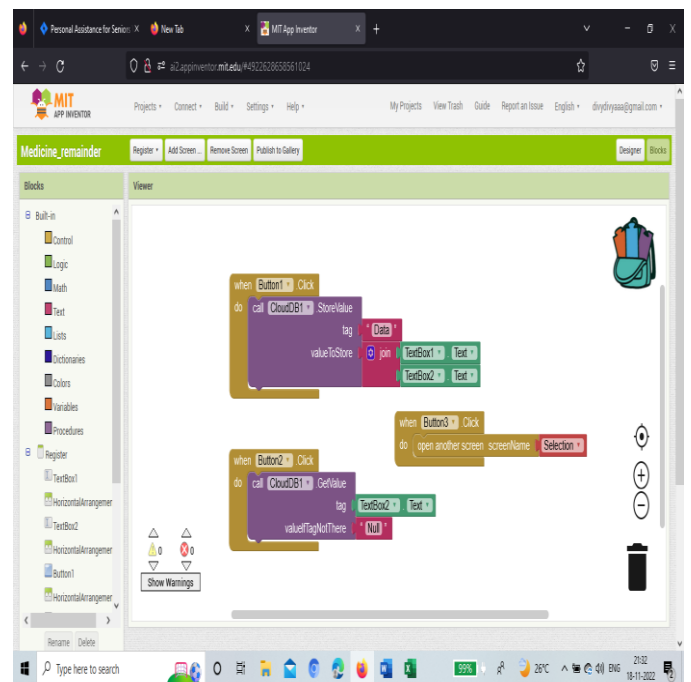 Personal Assistance for Seniors X New Tab X MIT App Inventor X +
ai2.appinventor.mit.edu/#4922628658561024
MIT
APP INVENTOR
Projects Connect Build Settings Help My Projects View Trash Guide Report an Issue English divydivyaaa@gmail.com
Medicine_remainder Register Add Screen ... Remove Screen Publish to Gallery Designer Blocks
Blocks Viewer
Built-in
Control
Logic
Math
Text
Lists
Dictionaries
Colors
Variables
Procedures
Register
TextBox1
HorizontalArrangemer
TextBox2
HorizontalArrangemer
Button1
HorizontalArrangemer
Rename Delete
when Button1 .Click
do call CloudDB1 .StoreValue
tag " Data "
valueToStore join TextBox1 . Text
TextBox2 . Text
when Button3 .Click
do open another screen screenName Selection
when Button2 .Click
do call CloudDB1 .GetValue
tag TextBox2 . Text
valueIfTagNotThere " Null "
0 0
Show Warnings
Type here to search 99% 26°C ENG 21:32
18-11-2022